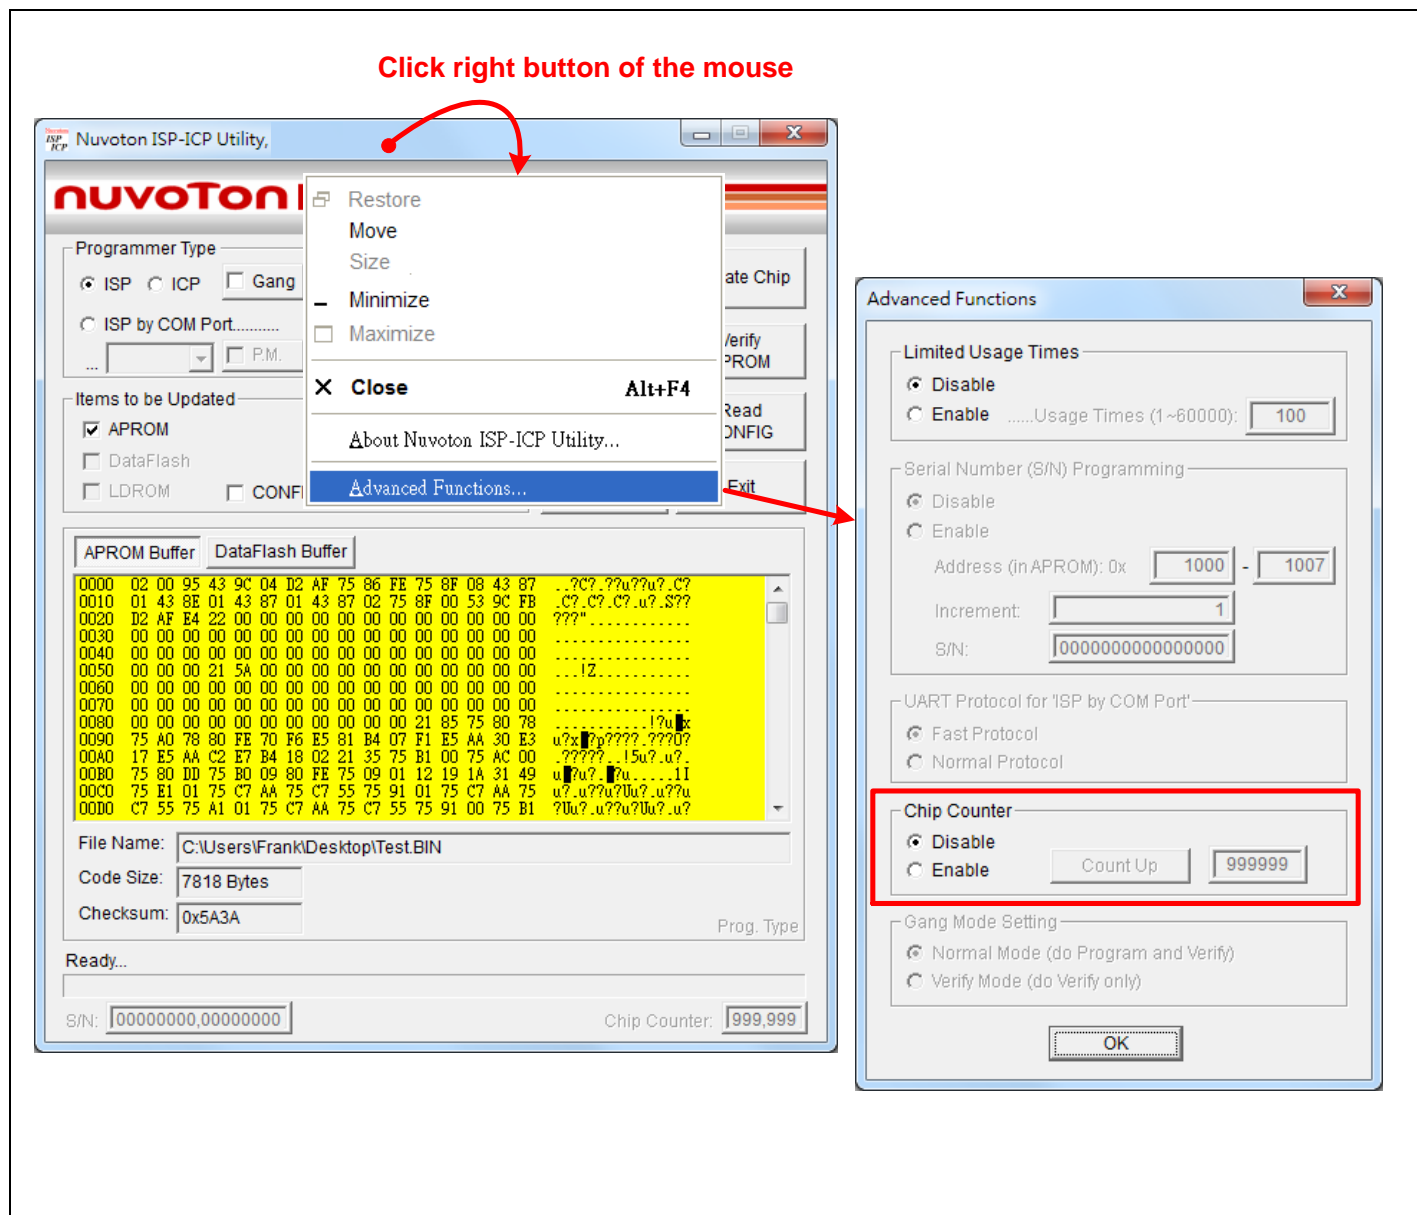 Click right button of the mouse
Nuvoton
ISP
ICP
Nuvoton ISP-ICP Utility,
nuvoTon
Restore
Move
Size
Minimize
Maximize
Close Alt+F4
About Nuvoton ISP-ICP Utility...
Advanced Functions...
Programmer Type
ISP ICP Gang
ISP by COM Port..........
... P.M.
Items to be Updated
APROM
DataFlash
LDROM CONFI
ate Chip
Verify
PROM
Read
ONFIG
Exit
APROM Buffer DataFlash Buffer
0000 02 00 95 43 9C 04 D2 AF 75 86 FE 75 8F 08 43 87 ..?C?.??u??u?.C?
0010 01 43 8E 01 43 87 01 43 87 02 75 8F 00 53 9C FB .C?.C?.C?.u?.S??
0020 D2 AF E4 22 00 00 00 00 00 00 00 00 00 00 00 00 ???"............
0030 00 00 00 00 00 00 00 00 00 00 00 00 00 00 00 00 ................
0040 00 00 00 00 00 00 00 00 00 00 00 00 00 00 00 00 ................
0050 00 00 00 21 5A 00 00 00 00 00 00 00 00 00 00 00 ...!Z...........
0060 00 00 00 00 00 00 00 00 00 00 00 00 00 00 00 00 ................
0070 00 00 00 00 00 00 00 00 00 00 00 00 00 00 00 00 ................
0080 00 00 00 00 00 00 00 00 00 00 00 21 85 75 80 78 ...........!?u█x
0090 75 A0 78 80 FE 70 F6 E5 81 B4 07 F1 E5 AA 30 E3 u?x█?p????.???0?
00A0 17 E5 AA C2 E7 B4 18 02 21 35 75 B1 00 75 AC 00 .?????..!5u?.u?.
00B0 75 80 DD 75 B0 09 80 FE 75 09 01 12 19 1A 31 49 u█?u?.█?u.....1I
00C0 75 E1 01 75 C7 AA 75 C7 55 75 91 01 75 C7 AA 75 u?.u??u?Uu?.u??u
00D0 C7 55 75 A1 01 75 C7 AA 75 C7 55 75 91 00 75 B1 ?Uu?.u??u?Uu?.u?
File Name: C:\Users\Frank\Desktop\Test.BIN
Code Size: 7818 Bytes
Checksum: 0x5A3A
Prog. Type
Ready...
S/N: 00000000,00000000 Chip Counter: 999,999
Advanced Functions
Limited Usage Times
Disable
Enable ......Usage Times (1~60000): 100
Serial Number (S/N) Programming
Disable
Enable
Address (in APROM): 0x 1000 - 1007
Increment: 1
S/N: 0000000000000000
UART Protocol for 'ISP by COM Port'
Fast Protocol
Normal Protocol
Chip Counter
Disable
Enable Count Up 999999
Gang Mode Setting
Normal Mode (do Program and Verify)
Verify Mode (do Verify only)
OK